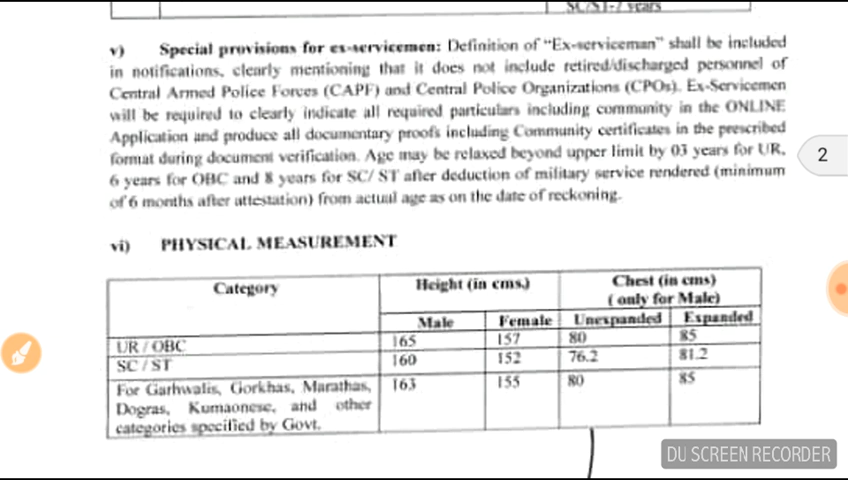 SC/ST-7 years
v) Special provisions for ex-servicemen: Definition of "Ex-serviceman" shall be included
in notifications, clearly mentioning that it does not include retired/discharged personnel of
Central Armed Police Forces (CAPF) and Central Police Organizations (CPOs). Ex-Servicemen
will be required to clearly indicate all required particulars including community in the ONLINE
Application and produce all documentary proofs including Community certificates in the prescribed
format during document verification. Age may be relaxed beyond upper limit by 03 years for UR,
6 years for OBC and 8 years for SC/ ST after deduction of military service rendered (minimum
of 6 months after attestation) from actual age as on the date of reckoning.
2
vi) PHYSICAL MEASUREMENT
Category Height (in cms.) Chest (in cms)
( only for Male)
Male Female Unexpanded Expanded
UR / OBC 165 157 80 85
SC / ST 160 152 76.2 81.2
For Garhwalis, Gorkhas, Marathas, 163 155 80 85
Dogras, Kumaonese, and other
categories specified by Govt.
DU SCREEN RECORDER